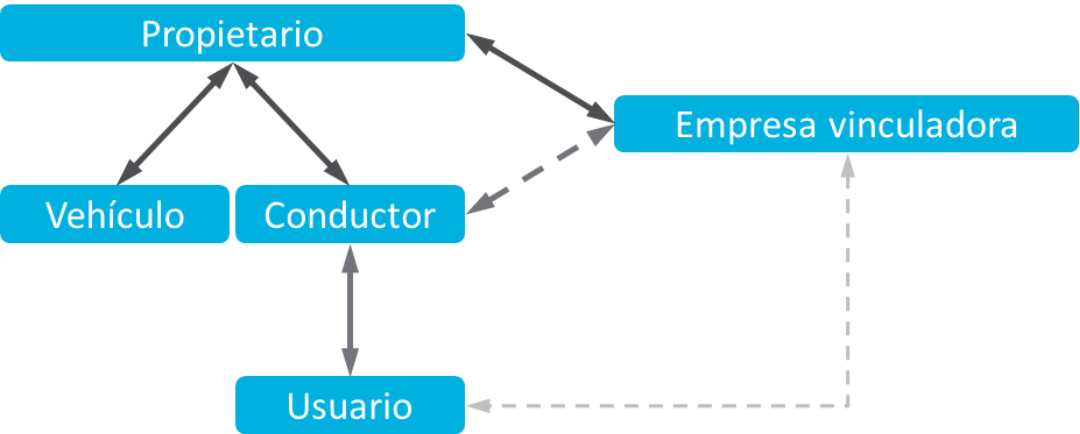 Propietario
Empresa vinculadora
Vehículo
Conductor
Usuario